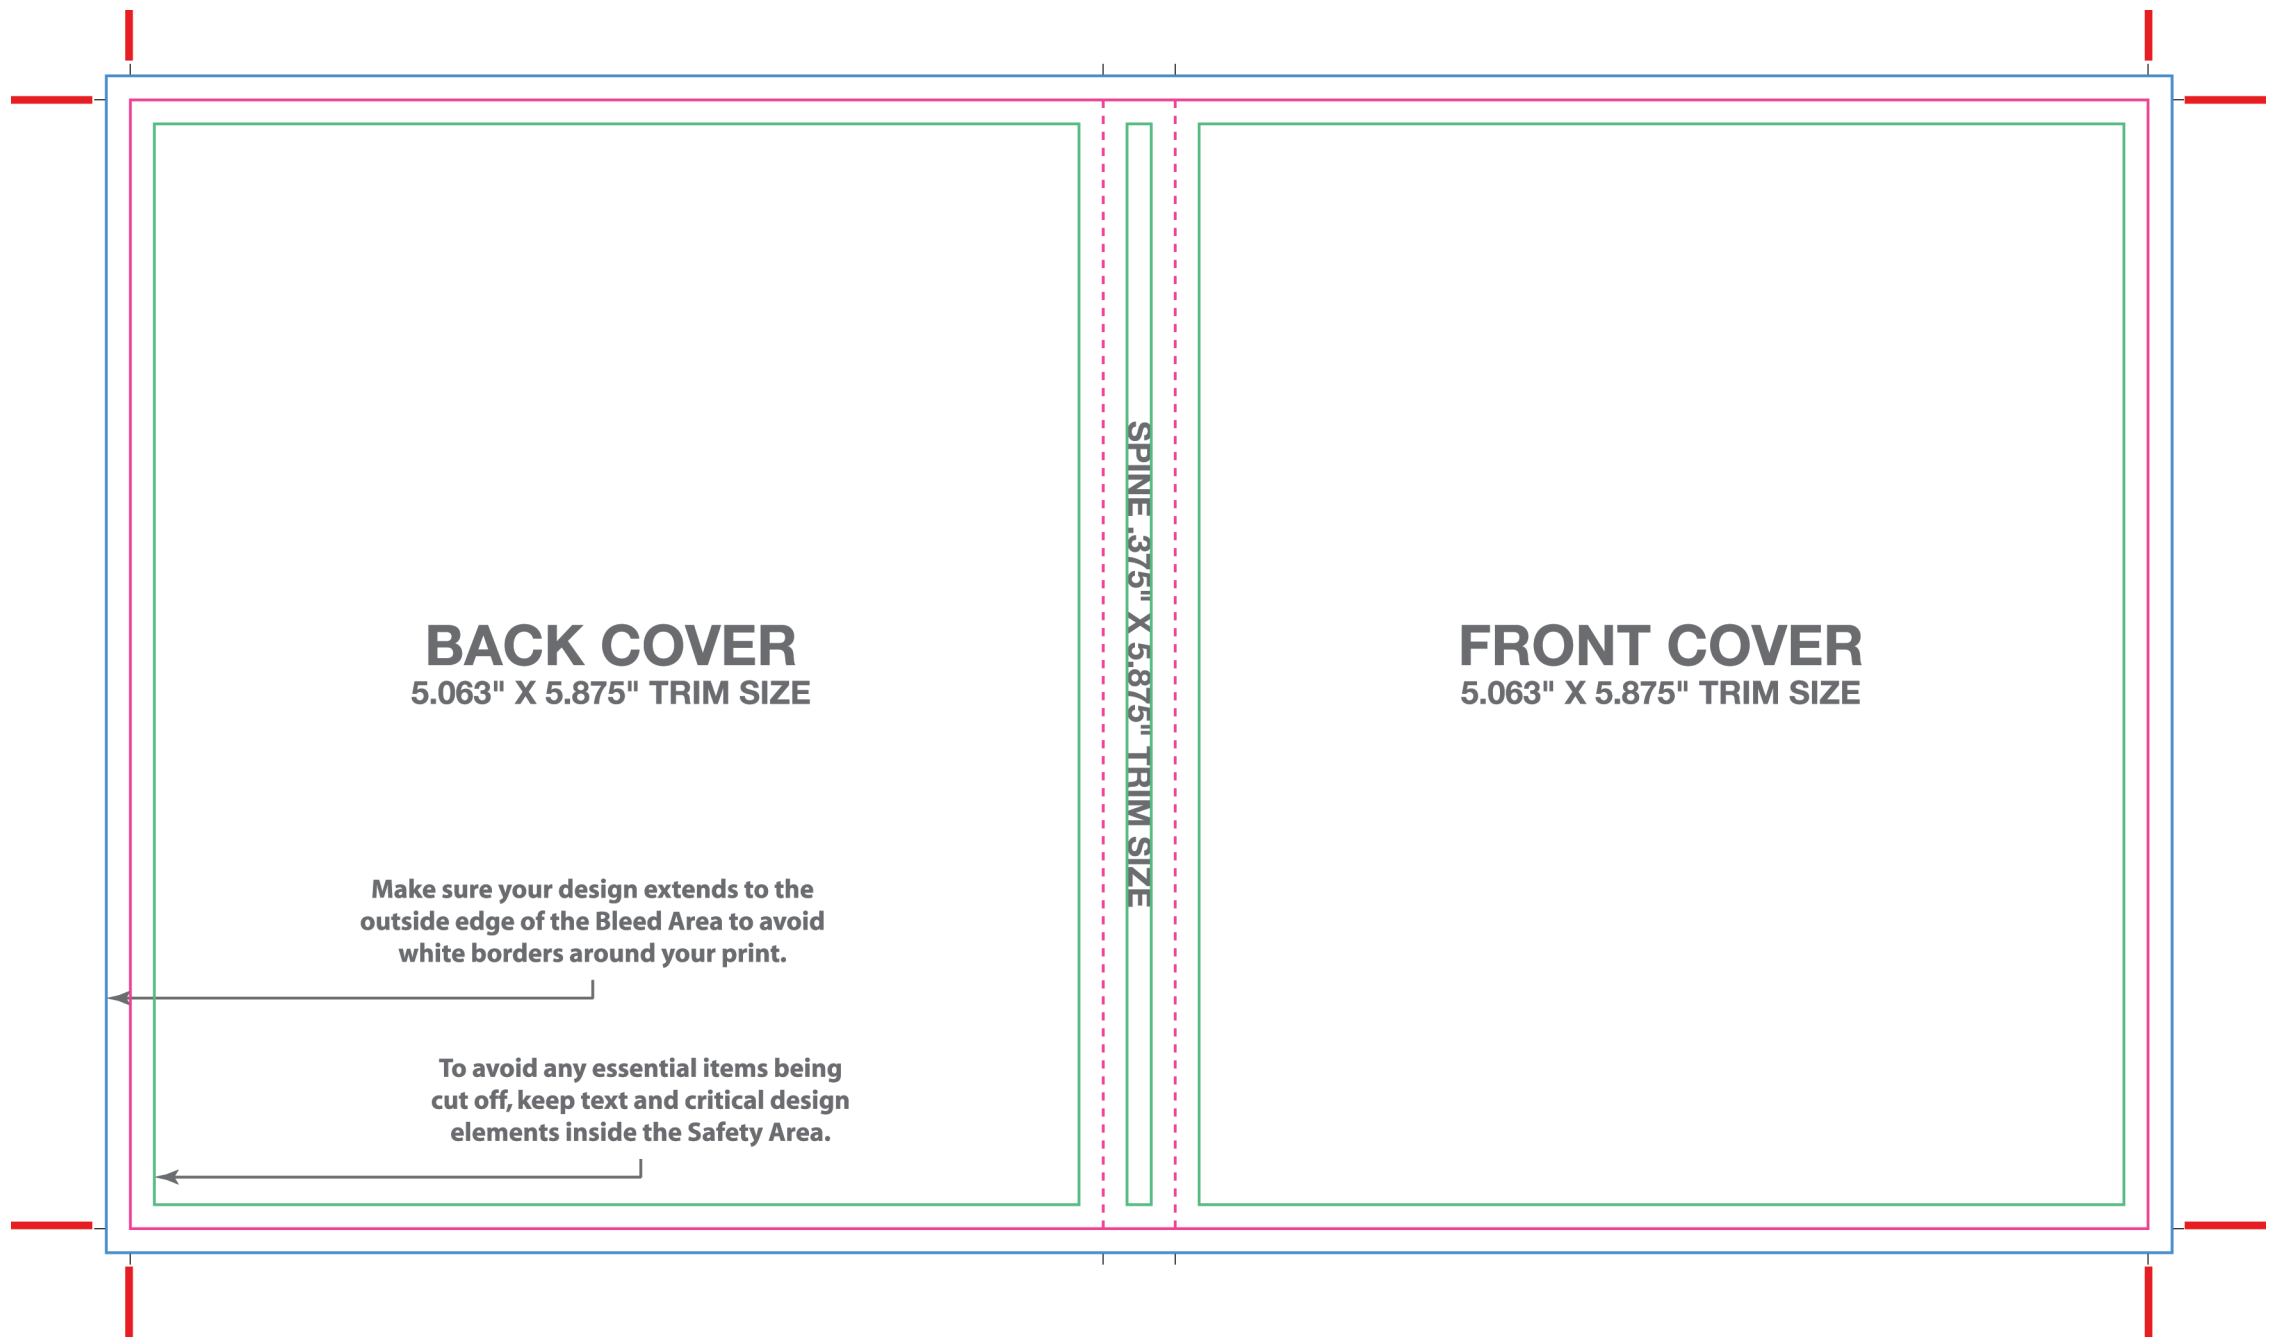 BACK COVER
5.063" X 5.875" TRIM SIZE
Make sure your design extends to the
outside edge of the Bleed Area to avoid
white borders around your print.
To avoid any essential items being
cut off, keep text and critical design
elements inside the Safety Area.
SPINE .375" X 5.875" TRIM SIZE
FRONT COVER
5.063" X 5.875" TRIM SIZE